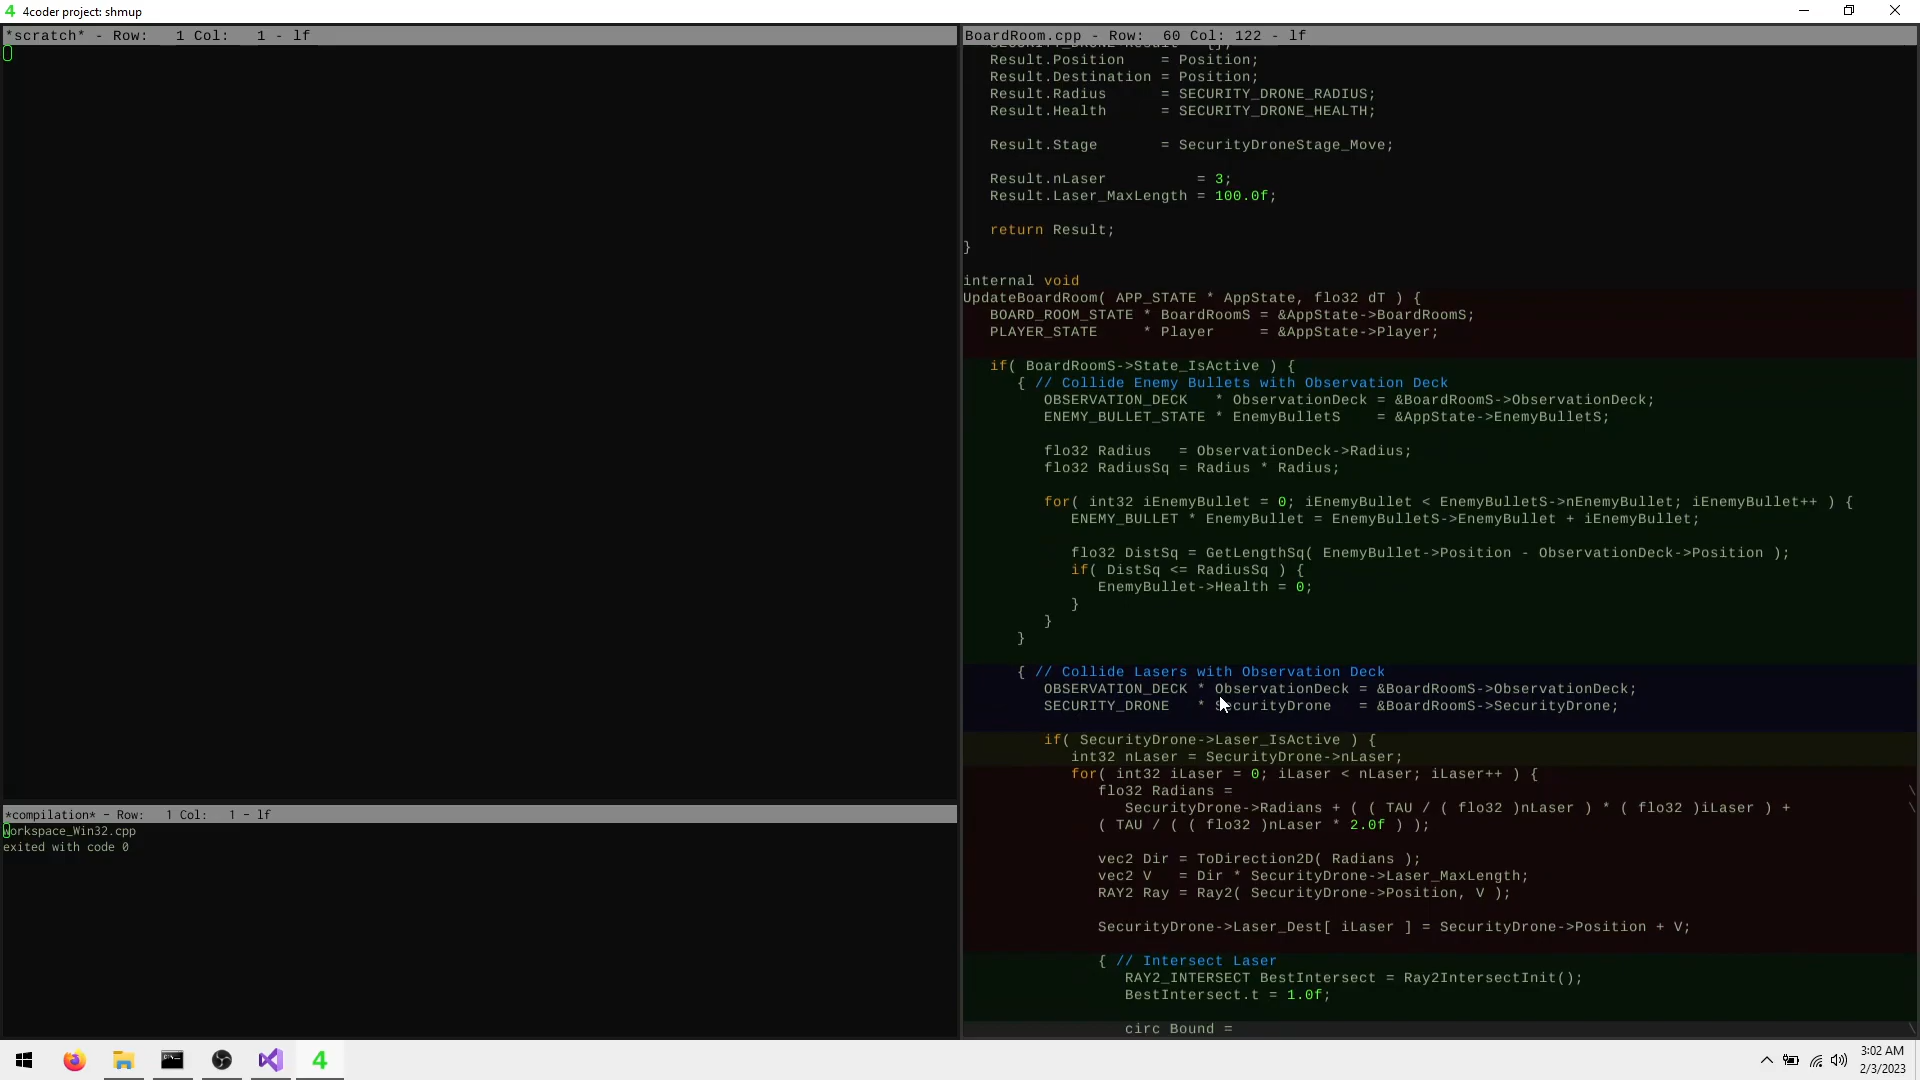 4 4coder project: shmup
*scratch* - Row:   1 Col:   1 - lf
*compilation* - Row:   1 Col:   1 - lf
workspace_Win32.cpp
exited with code 0
BoardRoom.cpp - Row:  60 Col: 122 - lf
SECURITY_DRONE Result = {};
Result.Position    = Position;
Result.Destination = Position;
Result.Radius      = SECURITY_DRONE_RADIUS;
Result.Health      = SECURITY_DRONE_HEALTH;
Result.Stage       = SecurityDroneStage_Move;
Result.nLaser          = 3;
Result.Laser_MaxLength = 100.0f;
return Result;
}
internal void
UpdateBoardRoom( APP_STATE * AppState, flo32 dT ) {
BOARD_ROOM_STATE * BoardRoomS = &AppState->BoardRoomS;
PLAYER_STATE     * Player     = &AppState->Player;
if( BoardRoomS->State_IsActive ) {
{ // Collide Enemy Bullets with Observation Deck
OBSERVATION_DECK   * ObservationDeck = &BoardRoomS->ObservationDeck;
ENEMY_BULLET_STATE * EnemyBulletS    = &AppState->EnemyBulletS;
flo32 Radius   = ObservationDeck->Radius;
flo32 RadiusSq = Radius * Radius;
for( int32 iEnemyBullet = 0; iEnemyBullet < EnemyBulletS->nEnemyBullet; iEnemyBullet++ ) {
ENEMY_BULLET * EnemyBullet = EnemyBulletS->EnemyBullet + iEnemyBullet;
flo32 DistSq = GetLengthSq( EnemyBullet->Position - ObservationDeck->Position );
if( DistSq <= RadiusSq ) {
EnemyBullet->Health = 0;
}
}
}
{ // Collide Lasers with Observation Deck
OBSERVATION_DECK * ObservationDeck = &BoardRoomS->ObservationDeck;
SECURITY_DRONE   * SecurityDrone   = &BoardRoomS->SecurityDrone;
if( SecurityDrone->Laser_IsActive ) {
int32 nLaser = SecurityDrone->nLaser;
for( int32 iLaser = 0; iLaser < nLaser; iLaser++ ) {
flo32 Radians = \
SecurityDrone->Radians + ( ( TAU / ( flo32 )nLaser ) * ( flo32 )iLaser ) + \
( TAU / ( ( flo32 )nLaser * 2.0f ) );
vec2 Dir = ToDirection2D( Radians );
vec2 V   = Dir * SecurityDrone->Laser_MaxLength;
RAY2 Ray = Ray2( SecurityDrone->Position, V );
SecurityDrone->Laser_Dest[ iLaser ] = SecurityDrone->Position + V;
{ // Intersect Laser
RAY2_INTERSECT BestIntersect = Ray2IntersectInit();
BestIntersect.t = 1.0f;
circ Bound = \
4
3:02 AM
2/3/2023